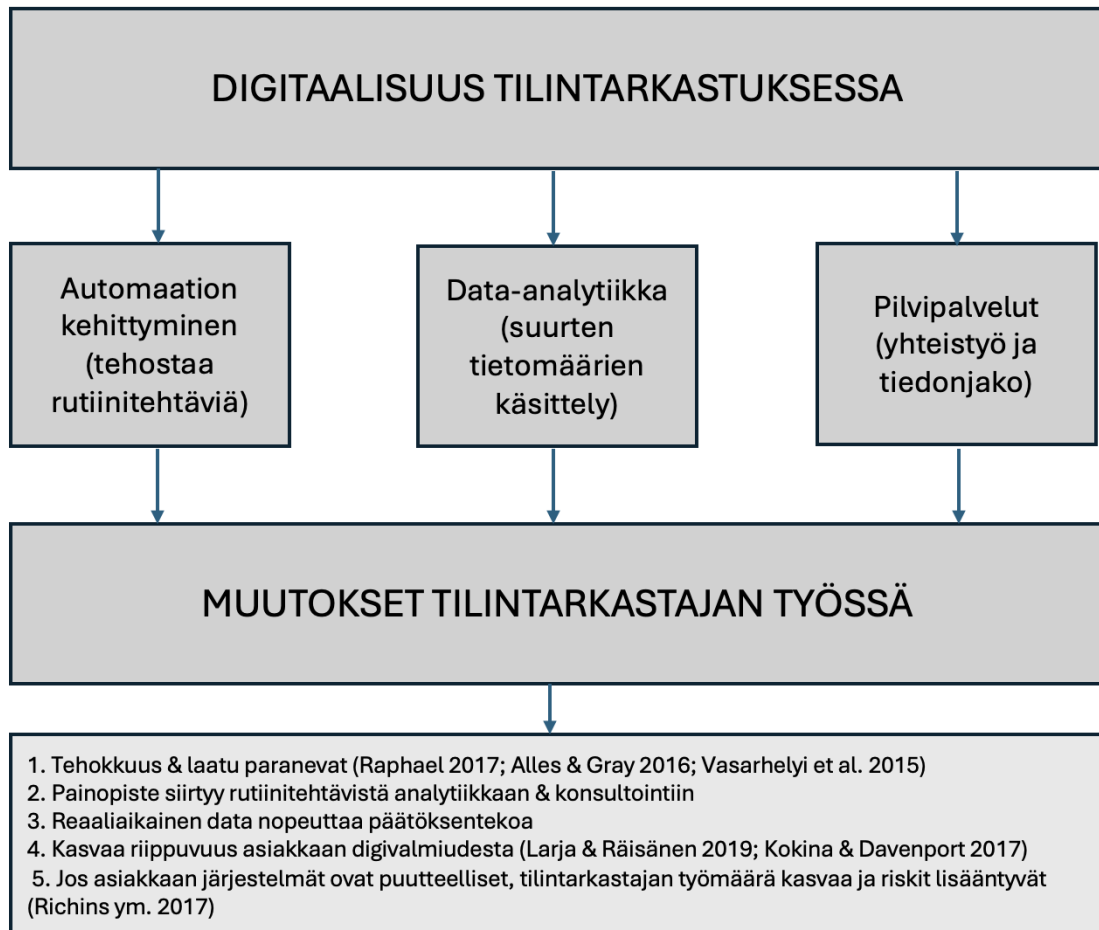 DIGITAALISUUS TILINTARKASTUKSESSA
Automaation
kehittyminen
(tehostaa
rutiinitehtäviä)
Data-analytiikka
(suurten
tietomäärien
käsittely)
Pilvipalvelut
(yhteistyö ja
tiedonjako)
MUUTOKSET TILINTARKASTAJAN TYÖSSÄ
1. Tehokkuus & laatu paranevat (Raphael 2017; Alles & Gray 2016; Vasarhelyi et al. 2015)
2. Painopiste siirtyy rutiinitehtävistä analytiikkaan & konsultointiin
3. Reaaliaikainen data nopeuttaa päätöksentekoa
4. Kasvaa riippuvuus asiakkaan digivalmiudesta (Larja & Räisänen 2019; Kokina & Davenport 2017)
5. Jos asiakkaan järjestelmät ovat puutteelliset, tilintarkastajan työmäärä kasvaa ja riskit lisääntyvät
(Richins ym. 2017)